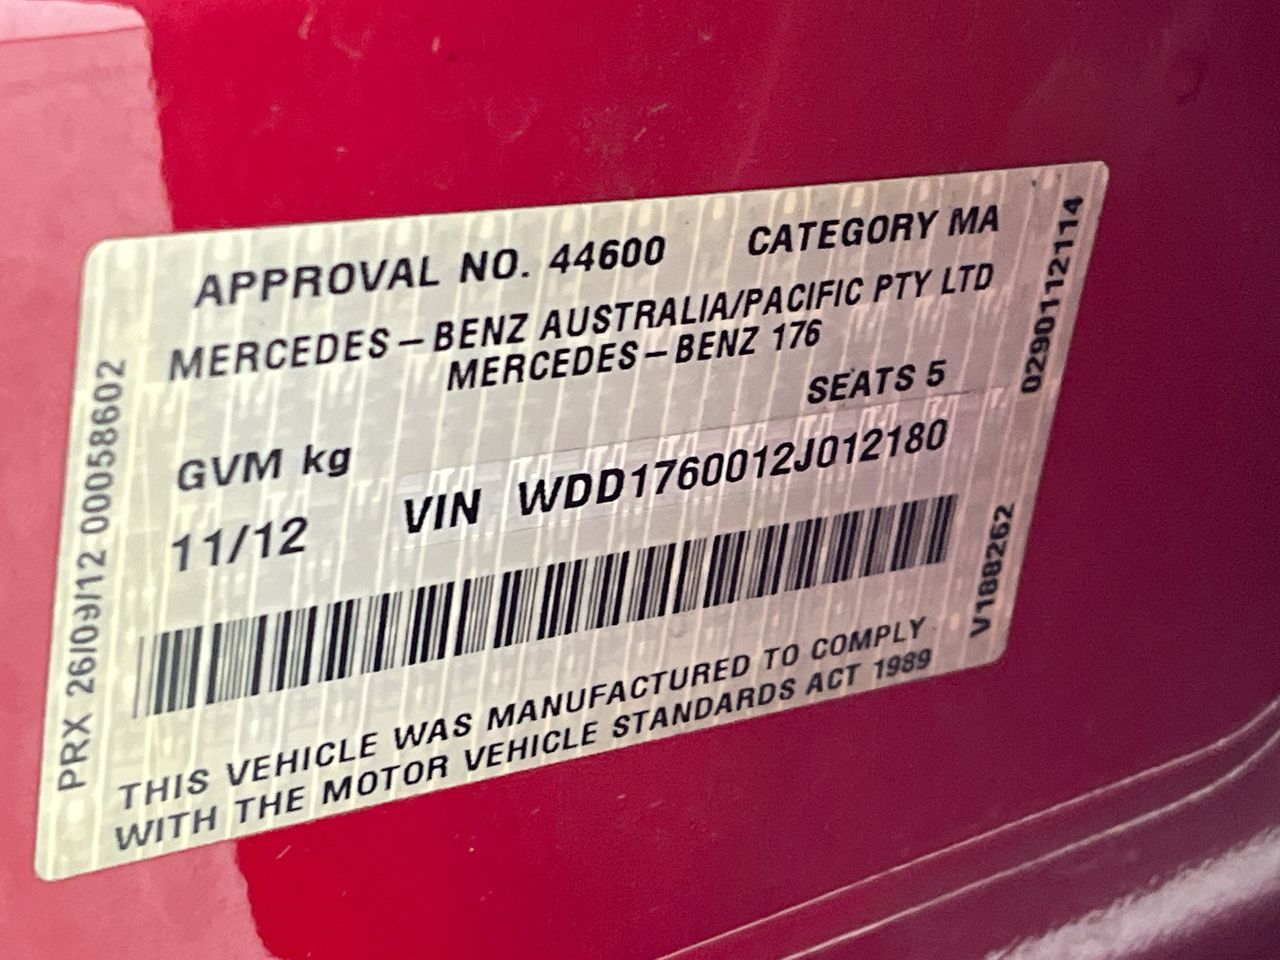 APPROVAL NO. 44600 CATEGORY MA
MERCEDES-BENZ AUSTRALIA/PACIFIC PTY LTD
MERCEDES-BENZ 176
SEATS 5
GVM kg
11/12 VIN WDD1760012J012180
THIS VEHICLE WAS MANUFACTURED TO COMPLY
WITH THE MOTOR VEHICLE STANDARDS ACT 1989
PRX 26/09/12 00058602
0290112114
V188262